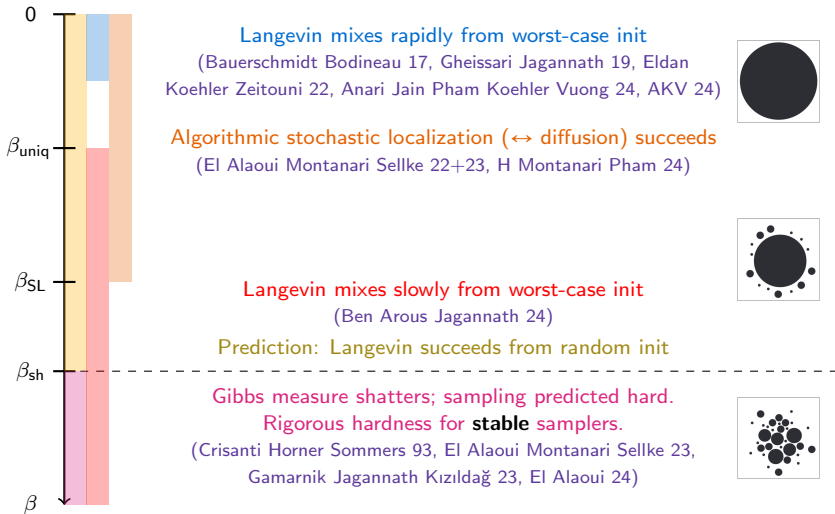 0
Langevin mixes rapidly from worst-case init
(Bauerschmidt Bodineau 17, Gheissari Jagannath 19, Eldan
Koehler Zeitouni 22, Anari Jain Pham Koehler Vuong 24, AKV 24)
βuniq
Algorithmic stochastic localization (↔ diffusion) succeeds
(El Alaoui Montanari Sellke 22+23, H Montanari Pham 24)
βSL
Langevin mixes slowly from worst-case init
(Ben Arous Jagannath 24)
Prediction: Langevin succeeds from random init
βsh
Gibbs measure shatters; sampling predicted hard.
Rigorous hardness for stable samplers.
(Crisanti Horner Sommers 93, El Alaoui Montanari Sellke 23,
Gamarnik Jagannath Kızıldağ 23, El Alaoui 24)
β